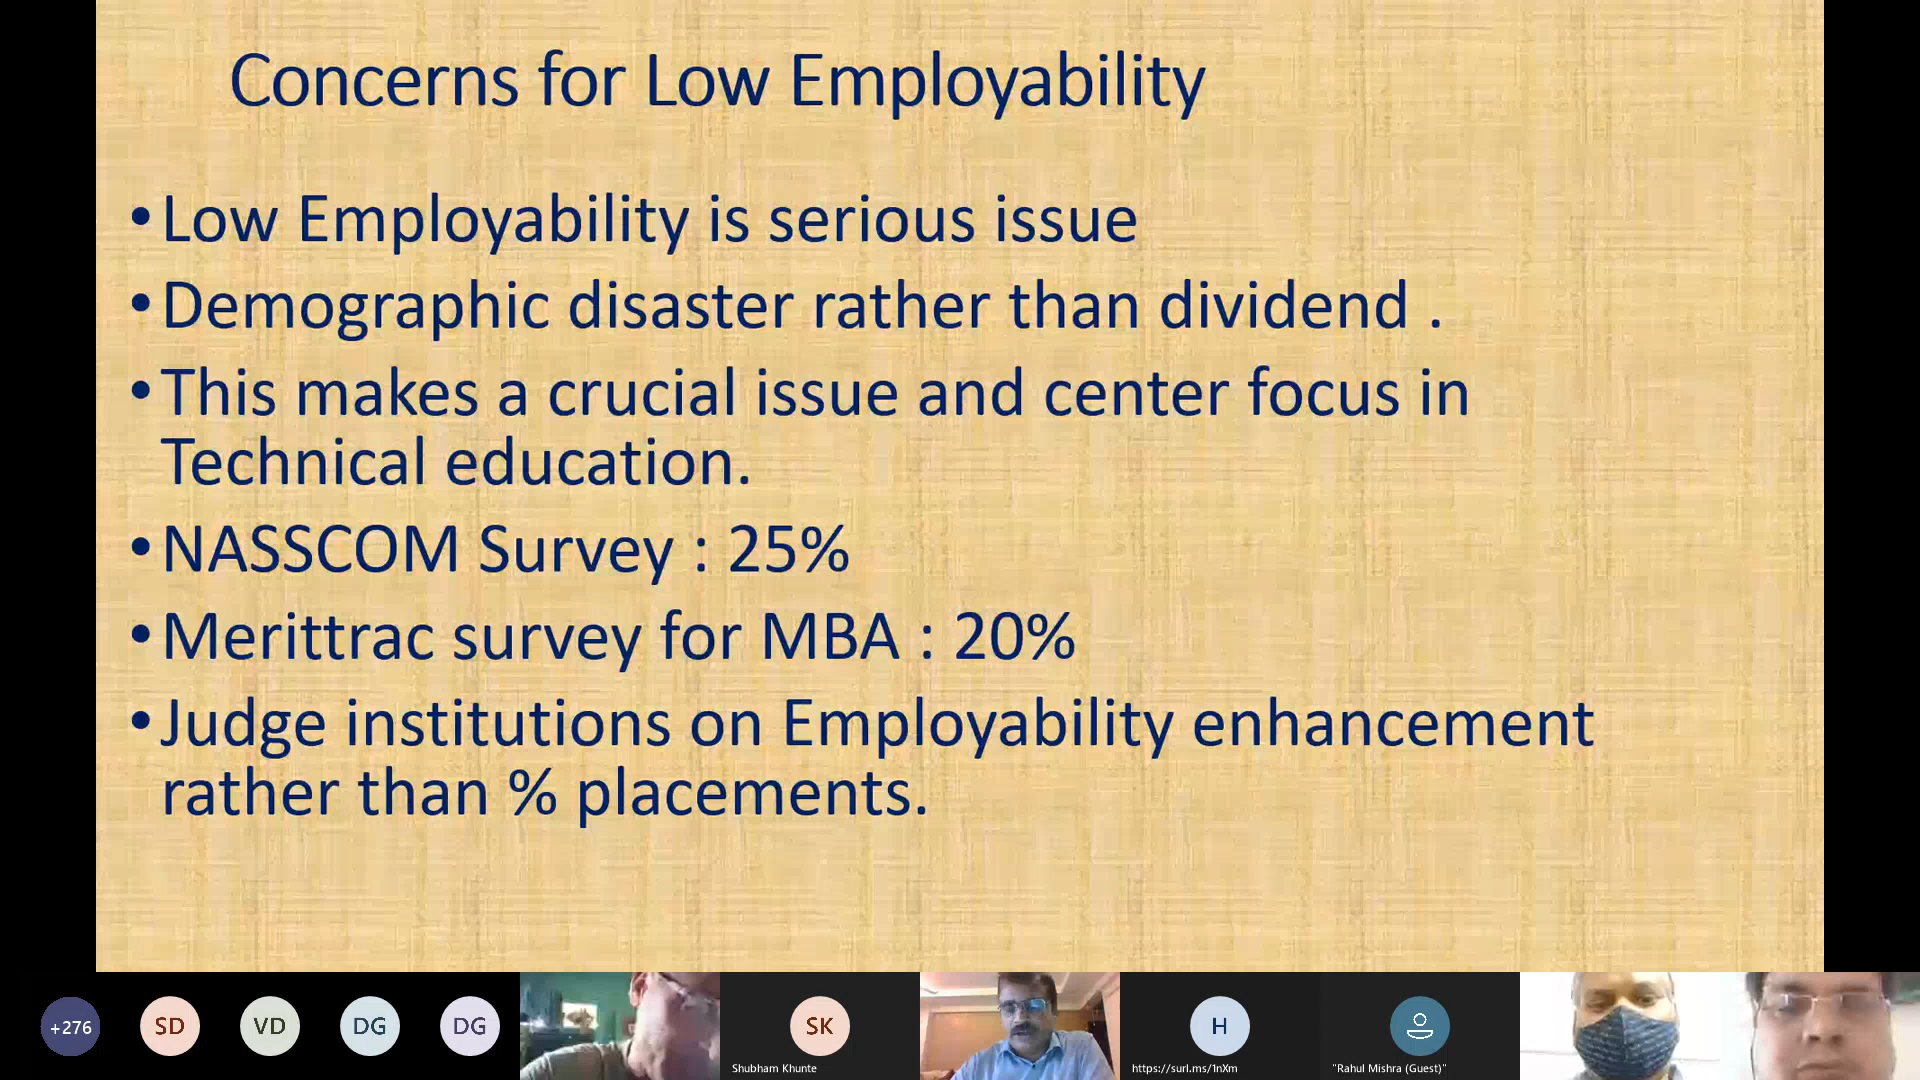 Concerns for Low Employability
•Low Employability is serious issue
•Demographic disaster rather than dividend .
•This makes a crucial issue and center focus in
Technical education.
•NASSCOM Survey : 25%
•Merittrac survey for MBA : 20%
•Judge institutions on Employability enhancement
rather than % placements.
+276 SD VD DG DG SK H
Shubham Khunte https://surl.ms/1nXm "Rahul Mishra (Guest)"